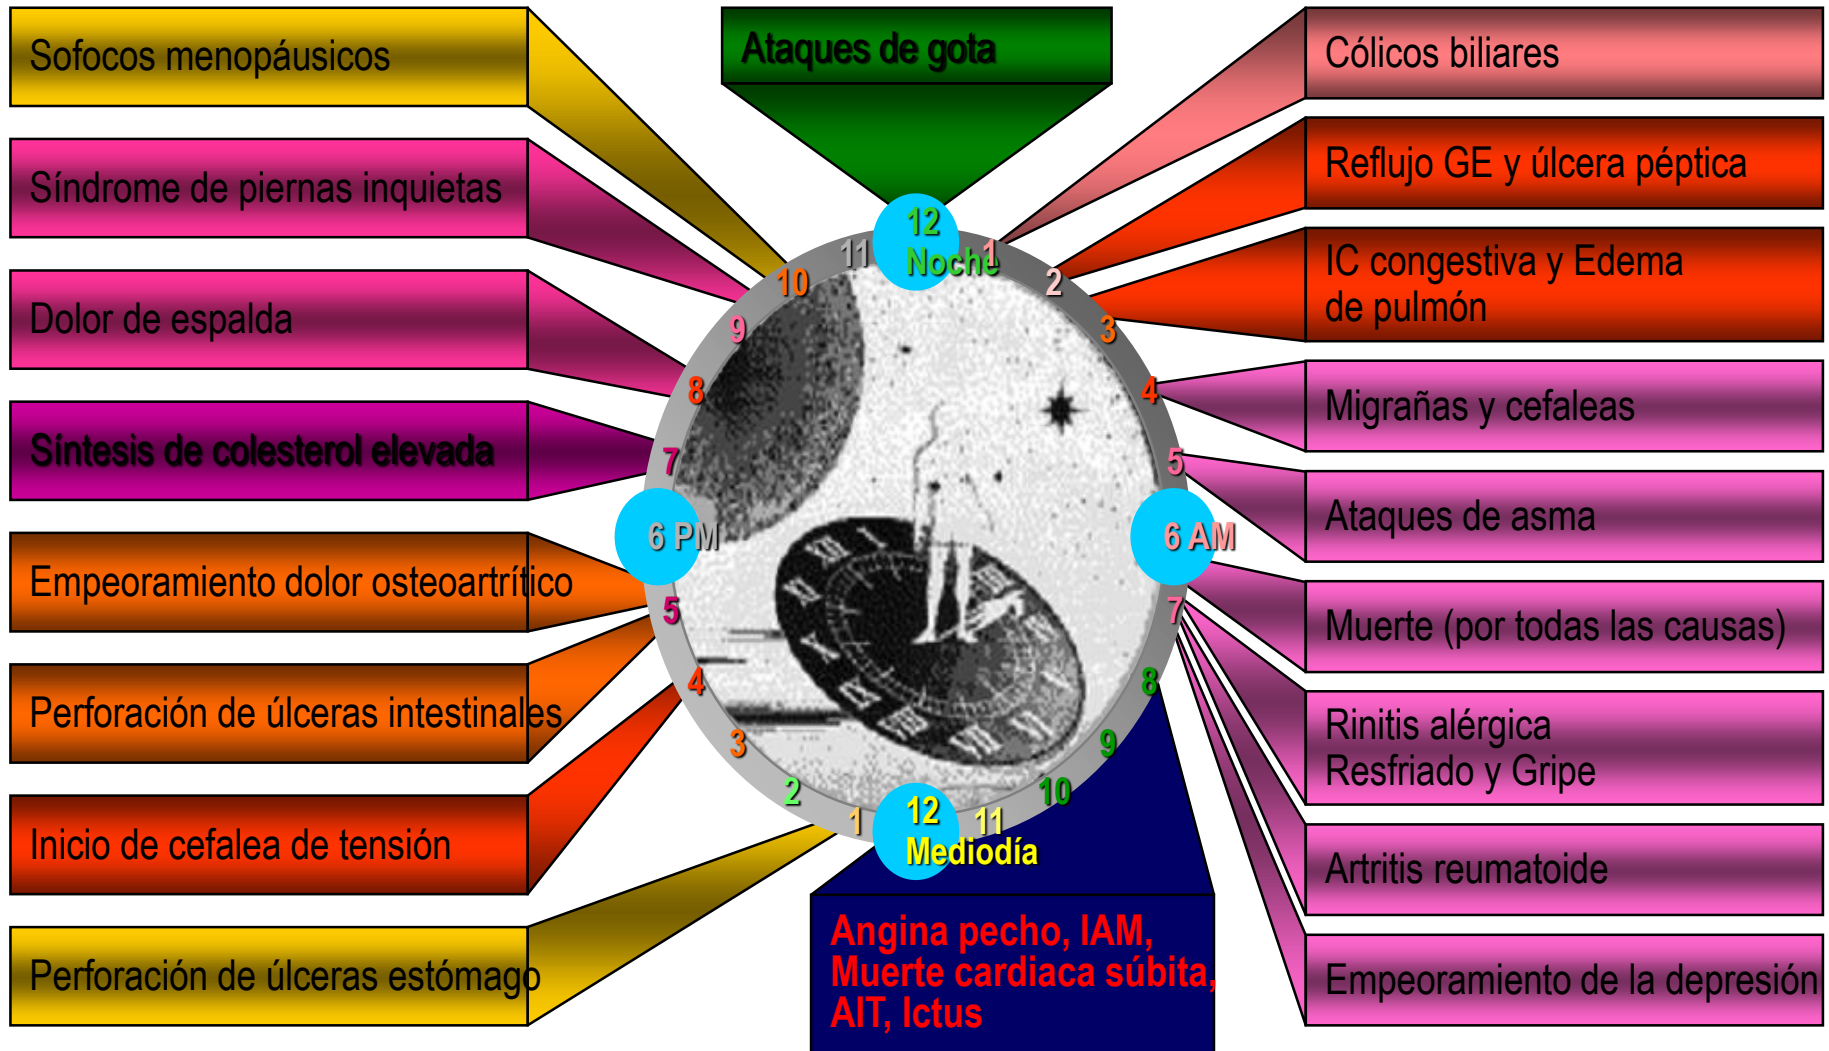 Sofocos menopáusicos
Síndrome de piernas inquietas
Dolor de espalda
Síntesis de colesterol elevada
Empeoramiento dolor osteoartrítico
Perforación de úlceras intestinales
Inicio de cefalea de tensión
Perforación de úlceras estómago
Ataques de gota
12
Noche
1
2
3
4
5
6 AM
7
8
9
10
11
12
Mediodía
1
2
3
4
5
6 PM
7
8
9
10
11
Angina pecho, IAM,
Muerte cardiaca súbita,
AIT, Ictus
Cólicos biliares
Reflujo GE y úlcera péptica
IC congestiva y Edema
de pulmón
Migrañas y cefaleas
Ataques de asma
Muerte (por todas las causas)
Rinitis alérgica
Resfriado y Gripe
Artritis reumatoide
Empeoramiento de la depresión